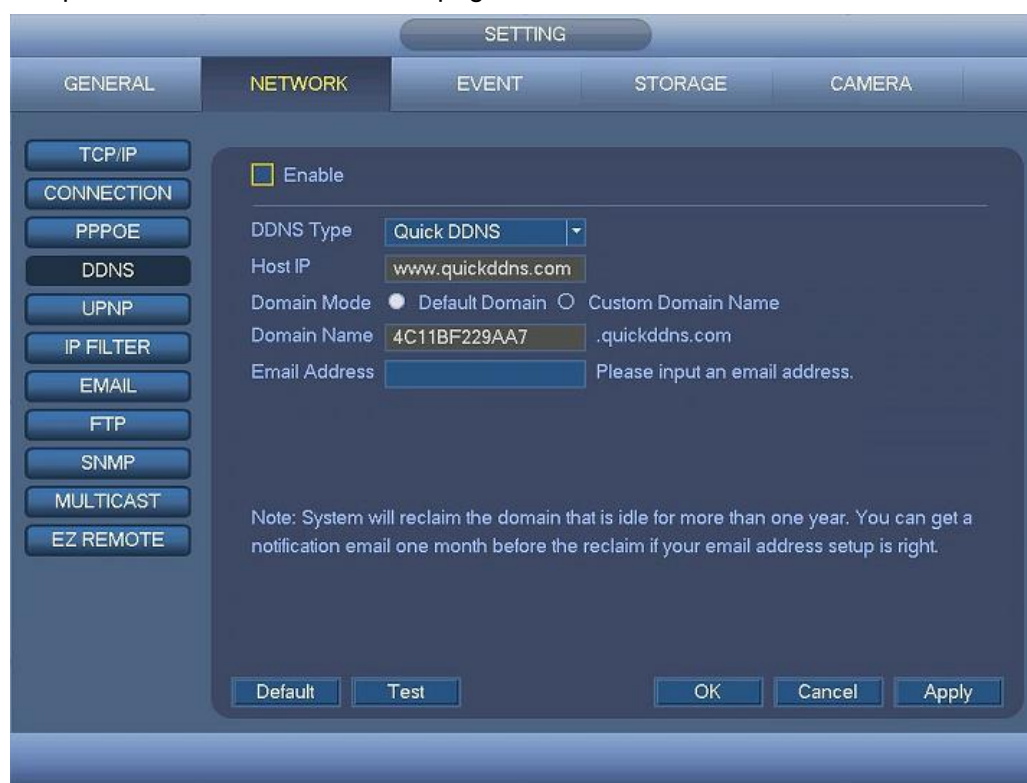 SETTING
GENERAL NETWORK EVENT STORAGE CAMERA
TCP/IP
CONNECTION
PPPOE
DDNS
UPNP
IP FILTER
EMAIL
FTP
SNMP
MULTICAST
EZ REMOTE
Enable
DDNS Type Quick DDNS
Host IP www.quickddns.com
Domain Mode Default Domain Custom Domain Name
Domain Name 4C11BF229AA7 .quickddns.com
Email Address Please input an email address.
Note: System will reclaim the domain that is idle for more than one year. You can get a
notification email one month before the reclaim if your email address setup is right.
Default Test OK Cancel Apply